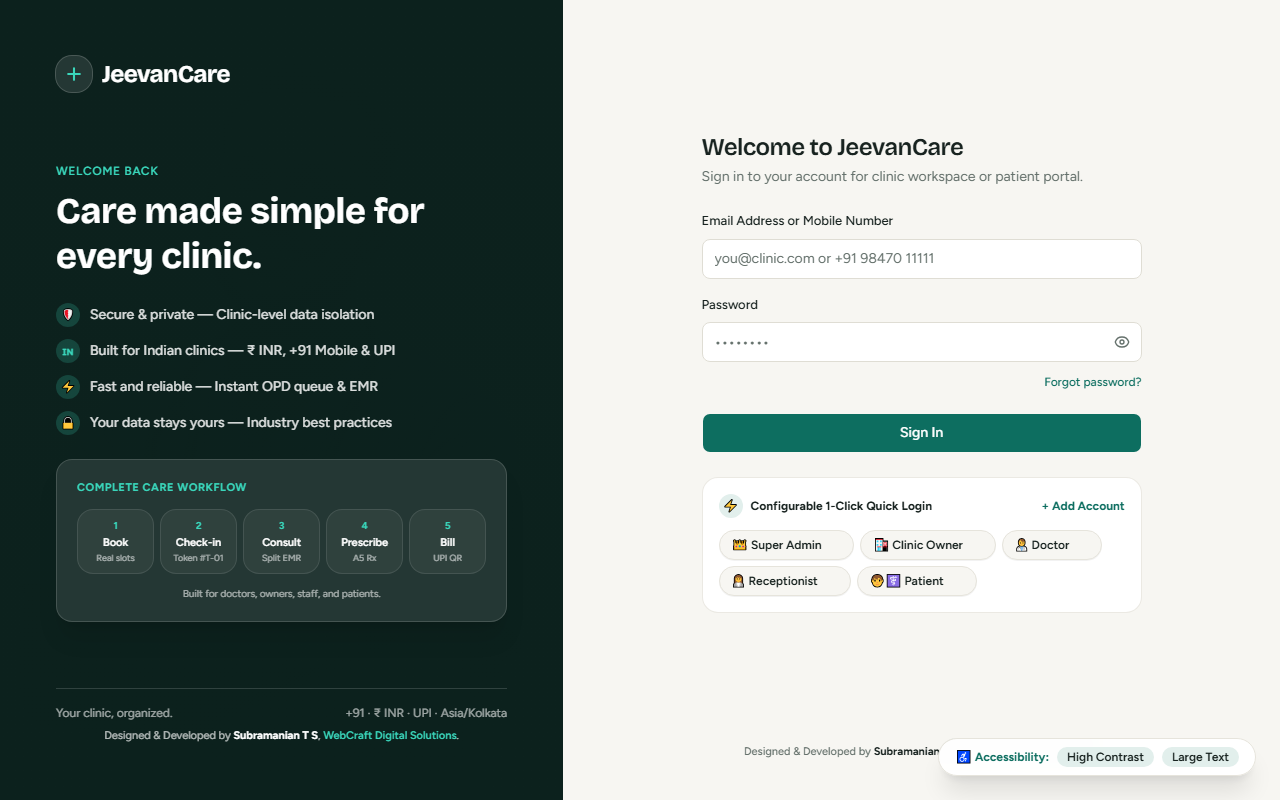 JeevanCare
WELCOME BACK
Care made simple for
every clinic.
Secure & private — Clinic-level data isolation
IN Built for Indian clinics — ₹ INR, +91 Mobile & UPI
Fast and reliable — Instant OPD queue & EMR
Your data stays yours — Industry best practices
COMPLETE CARE WORKFLOW
1 2 3 4 5
Book Check-in Consult Prescribe Bill
Real slots Token #T-01 Split EMR A5 Rx UPI QR
Built for doctors, owners, staff, and patients.
Your clinic, organized. +91 · ₹ INR · UPI · Asia/Kolkata
Designed & Developed by Subramanian T S, WebCraft Digital Solutions.
Welcome to JeevanCare
Sign in to your account for clinic workspace or patient portal.
Email Address or Mobile Number
you@clinic.com or +91 98470 11111
Password
••••••••
Forgot password?
Sign In
Configurable 1-Click Quick Login + Add Account
Super Admin Clinic Owner Doctor
Receptionist Patient
Designed & Developed by Subramanian
Accessibility: High Contrast Large Text